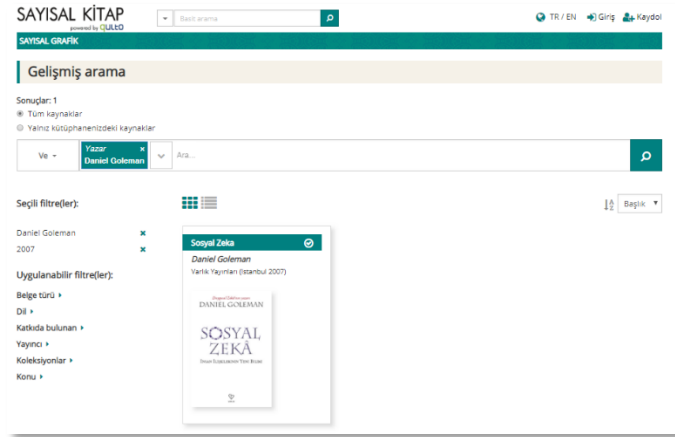 SAYISAL KİTAP
powered by QULTO
Basit arama
TR / EN Giriş Kaydol
SAYISAL GRAFİK
Gelişmiş arama
Sonuçlar: 1
Tüm kaynaklar
Yalnız kütüphanenizdeki kaynaklar
Ve
Yazar x
Daniel Goleman
Ara...
Seçili filtre(ler):
Başlık
Daniel Goleman
2007
Uygulanabilir filtre(ler):
Belge türü
Dil
Katkıda bulunan
Yayıncı
Koleksiyonlar
Konu
Sosyal Zeka
Daniel Goleman
Varlık Yayınları (Istanbul 2007)
DANIEL GOLEMAN
SOSYAL
ZEKÂ